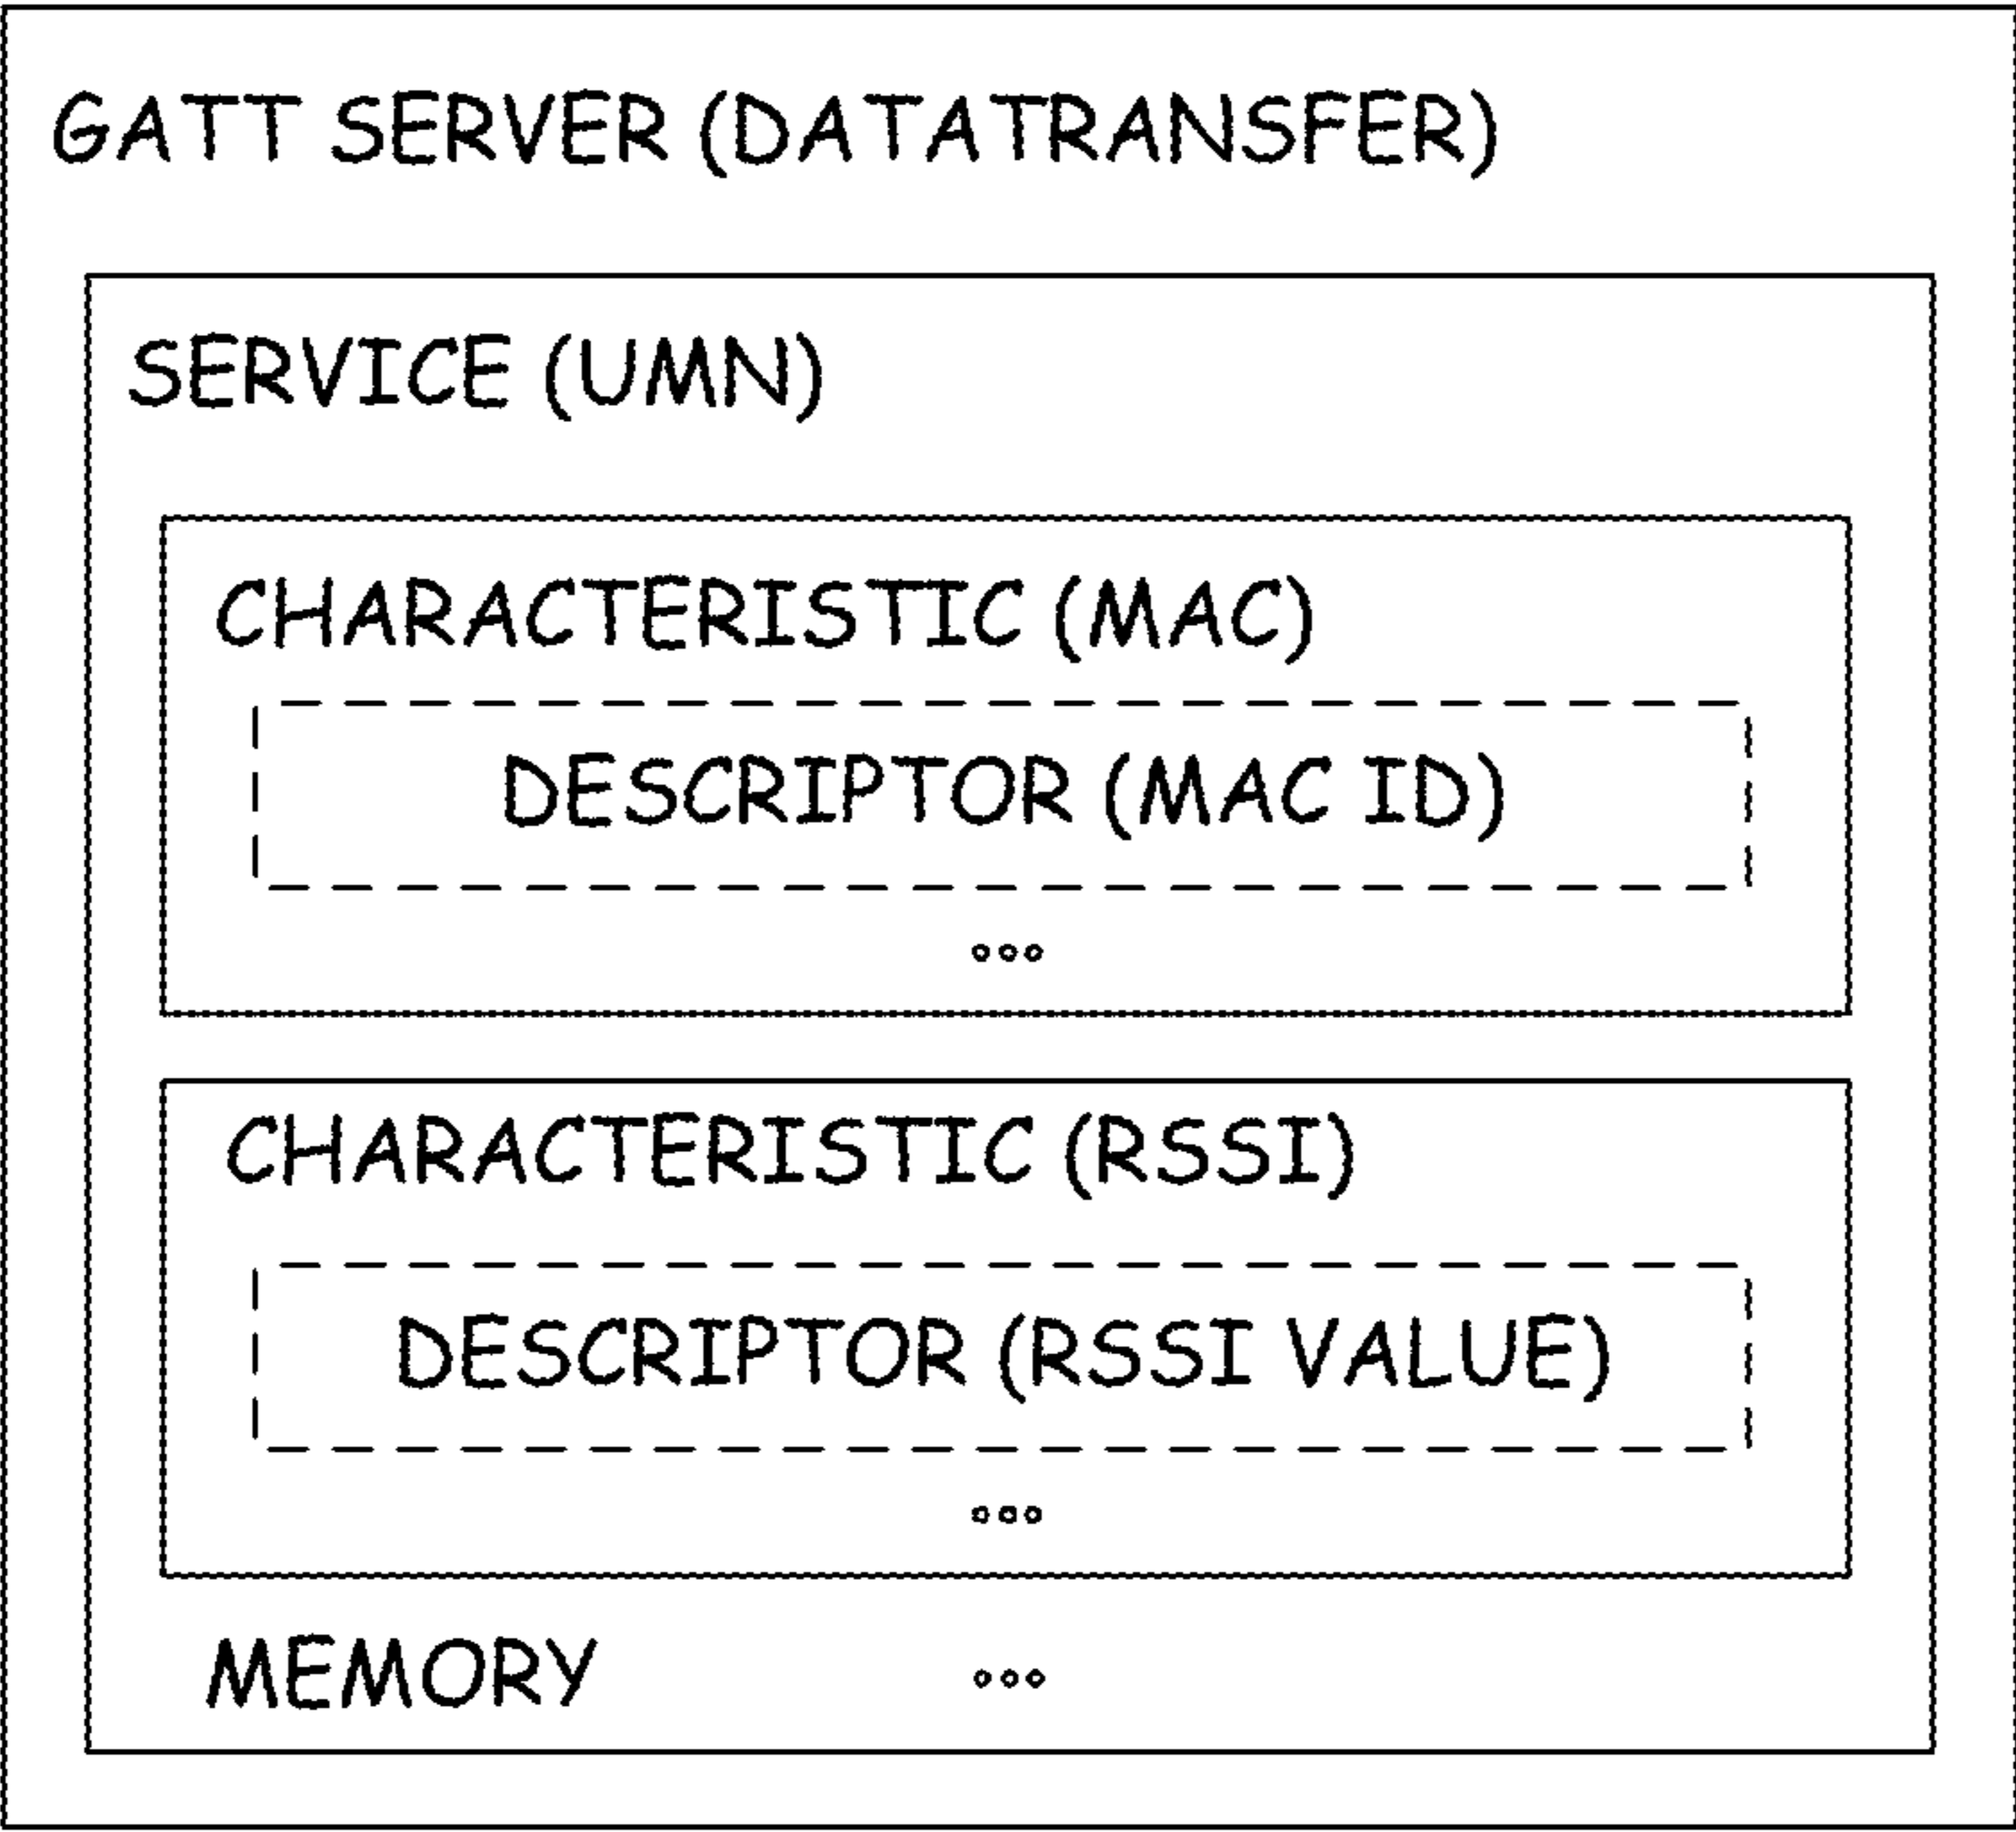 GATT SERVER (DATATRANSFER)
SERVICE (UMN)
CHARACTERISTIC (MAC)
DESCRIPTOR (MAC ID)
...
CHARACTERISTIC (RSSI)
DESCRIPTOR (RSSI VALUE)
...
MEMORY ...